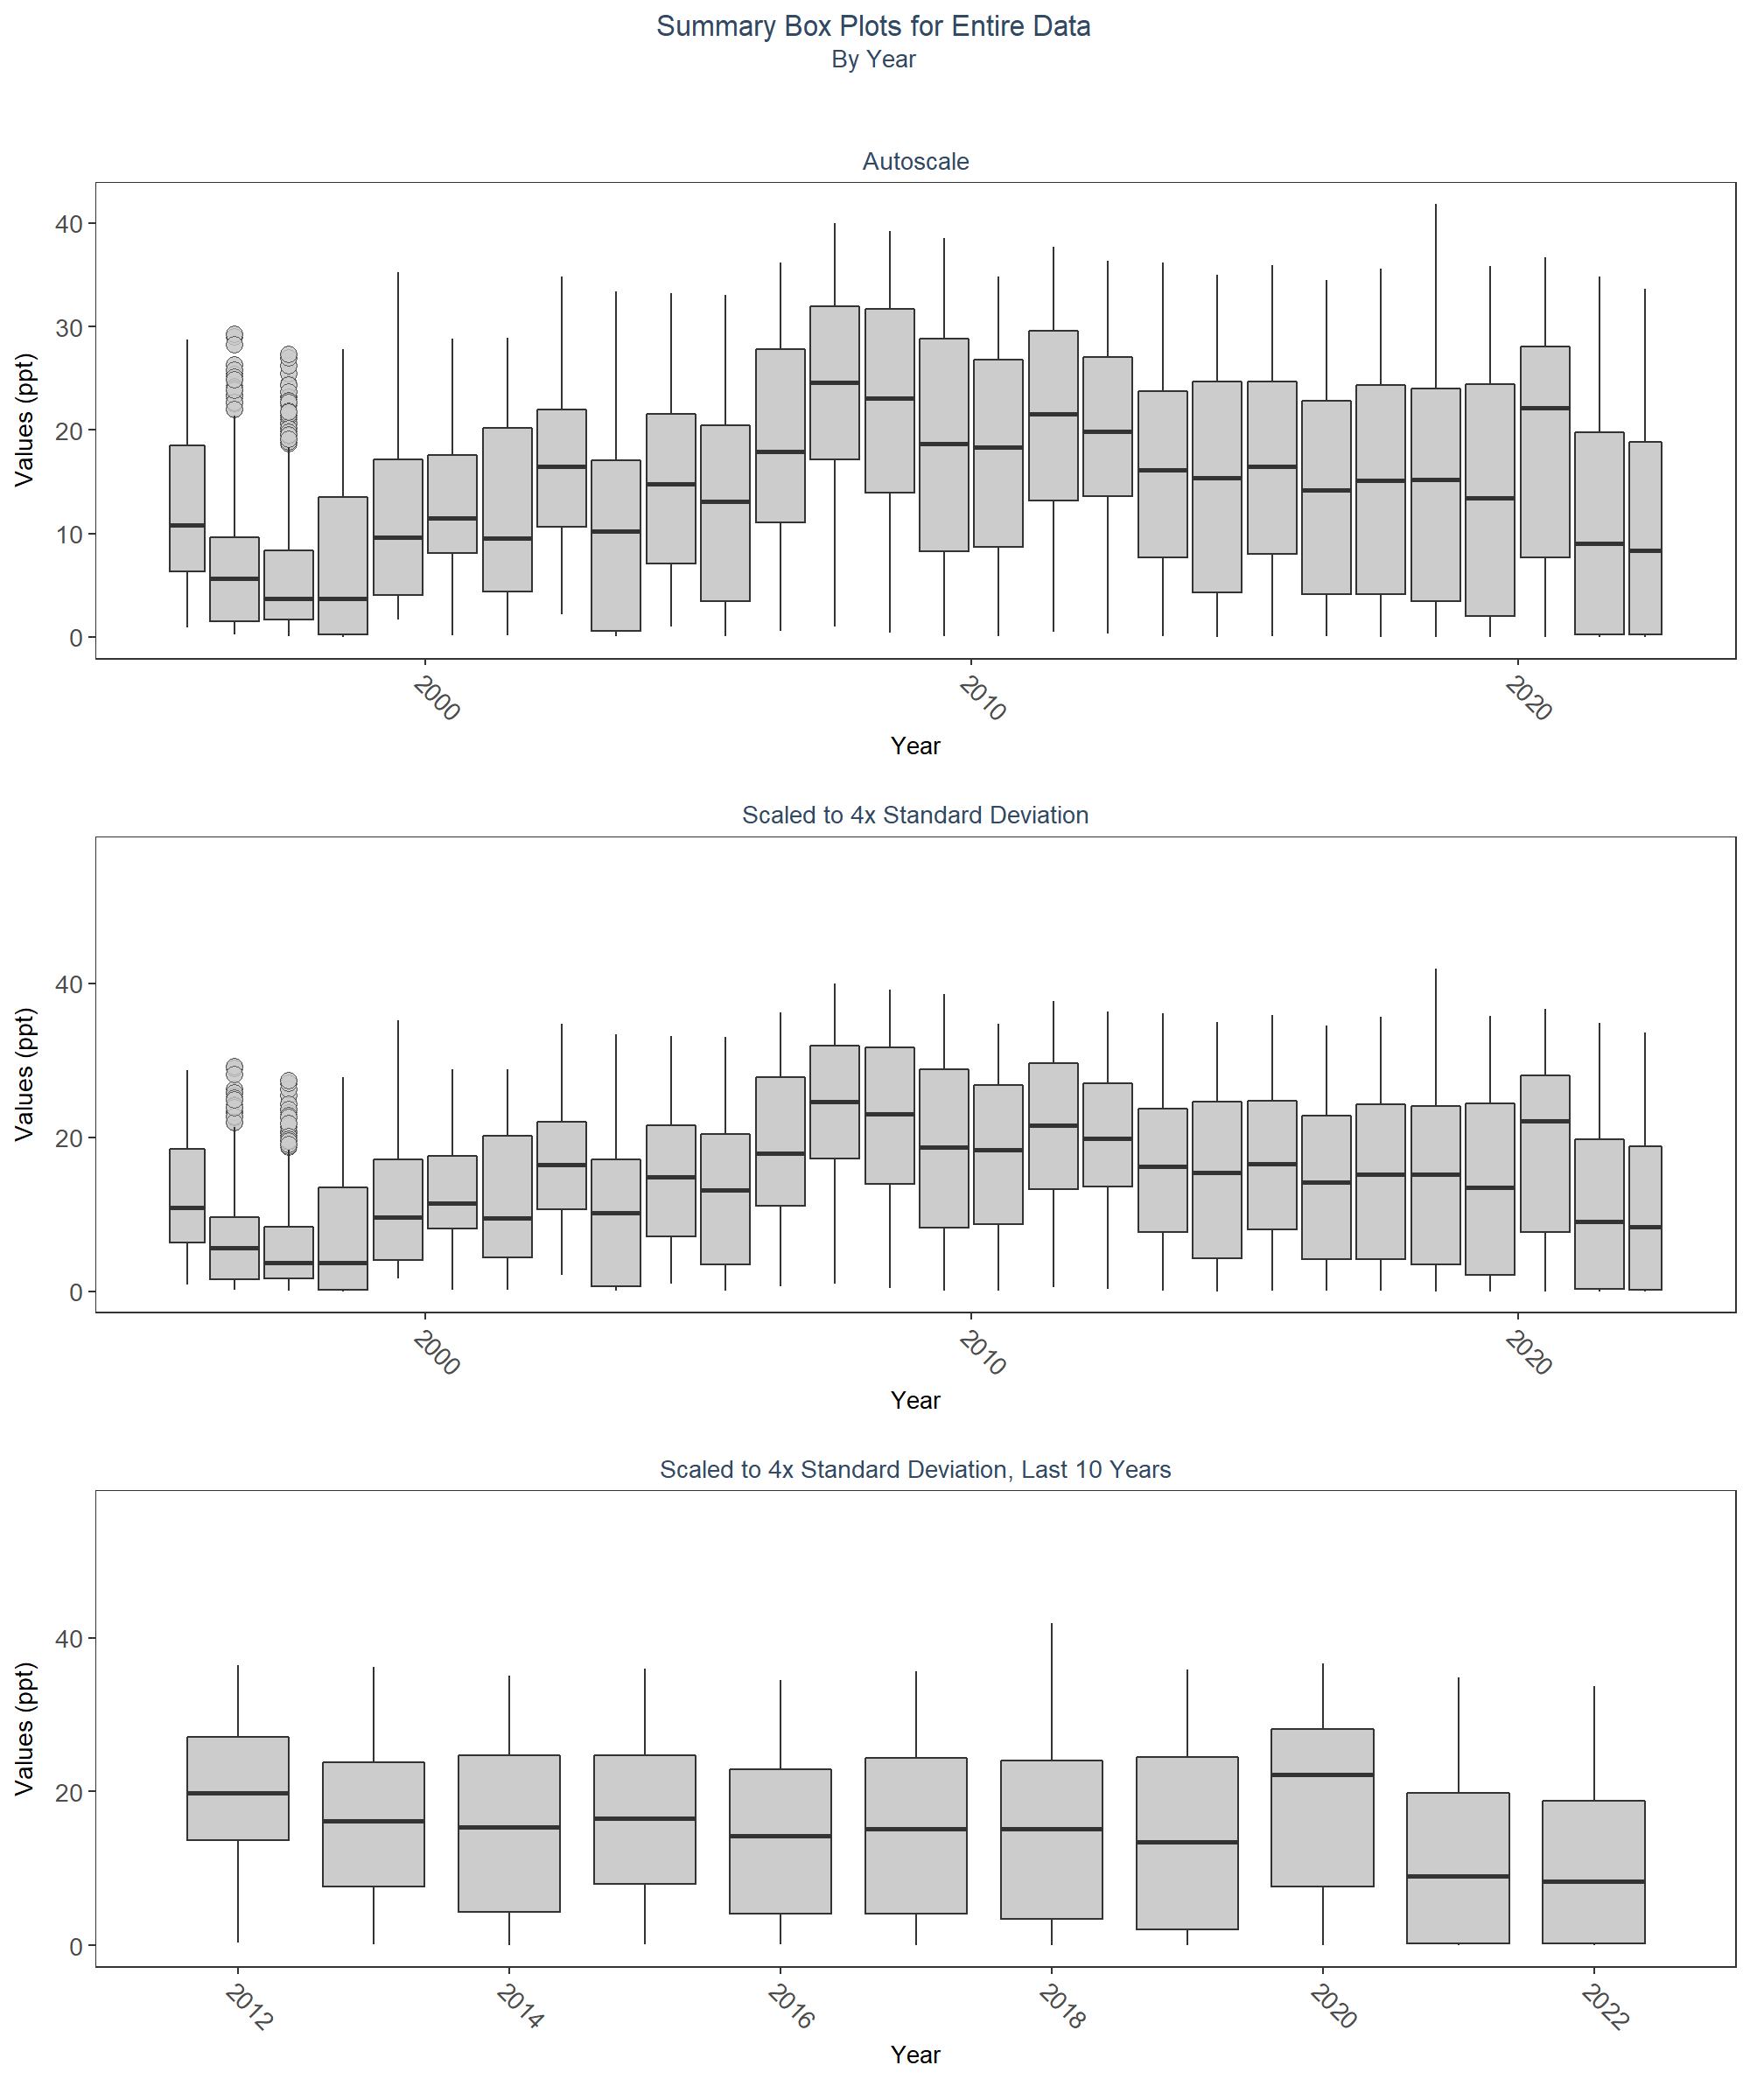 Summary Box Plots for Entire Data
By Year
Autoscale
Values (ppt)
40
30
20
10
0
2000
2010
2020
Year
Scaled to 4x Standard Deviation
Values (ppt)
40
20
0
2000
2010
2020
Year
Scaled to 4x Standard Deviation, Last 10 Years
Values (ppt)
40
20
0
2012
2014
2016
2018
2020
2022
Year